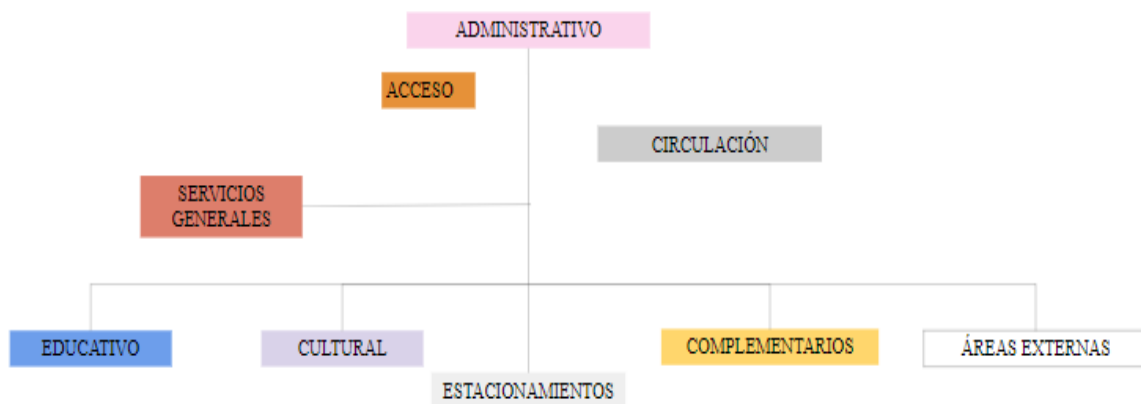 ADMINISTRATIVO
ACCESO
CIRCULACIÓN
SERVICIOS
GENERALES
EDUCATIVO
CULTURAL
COMPLEMENTARIOS
ÁREAS EXTERNAS
ESTACIONAMIENTOS